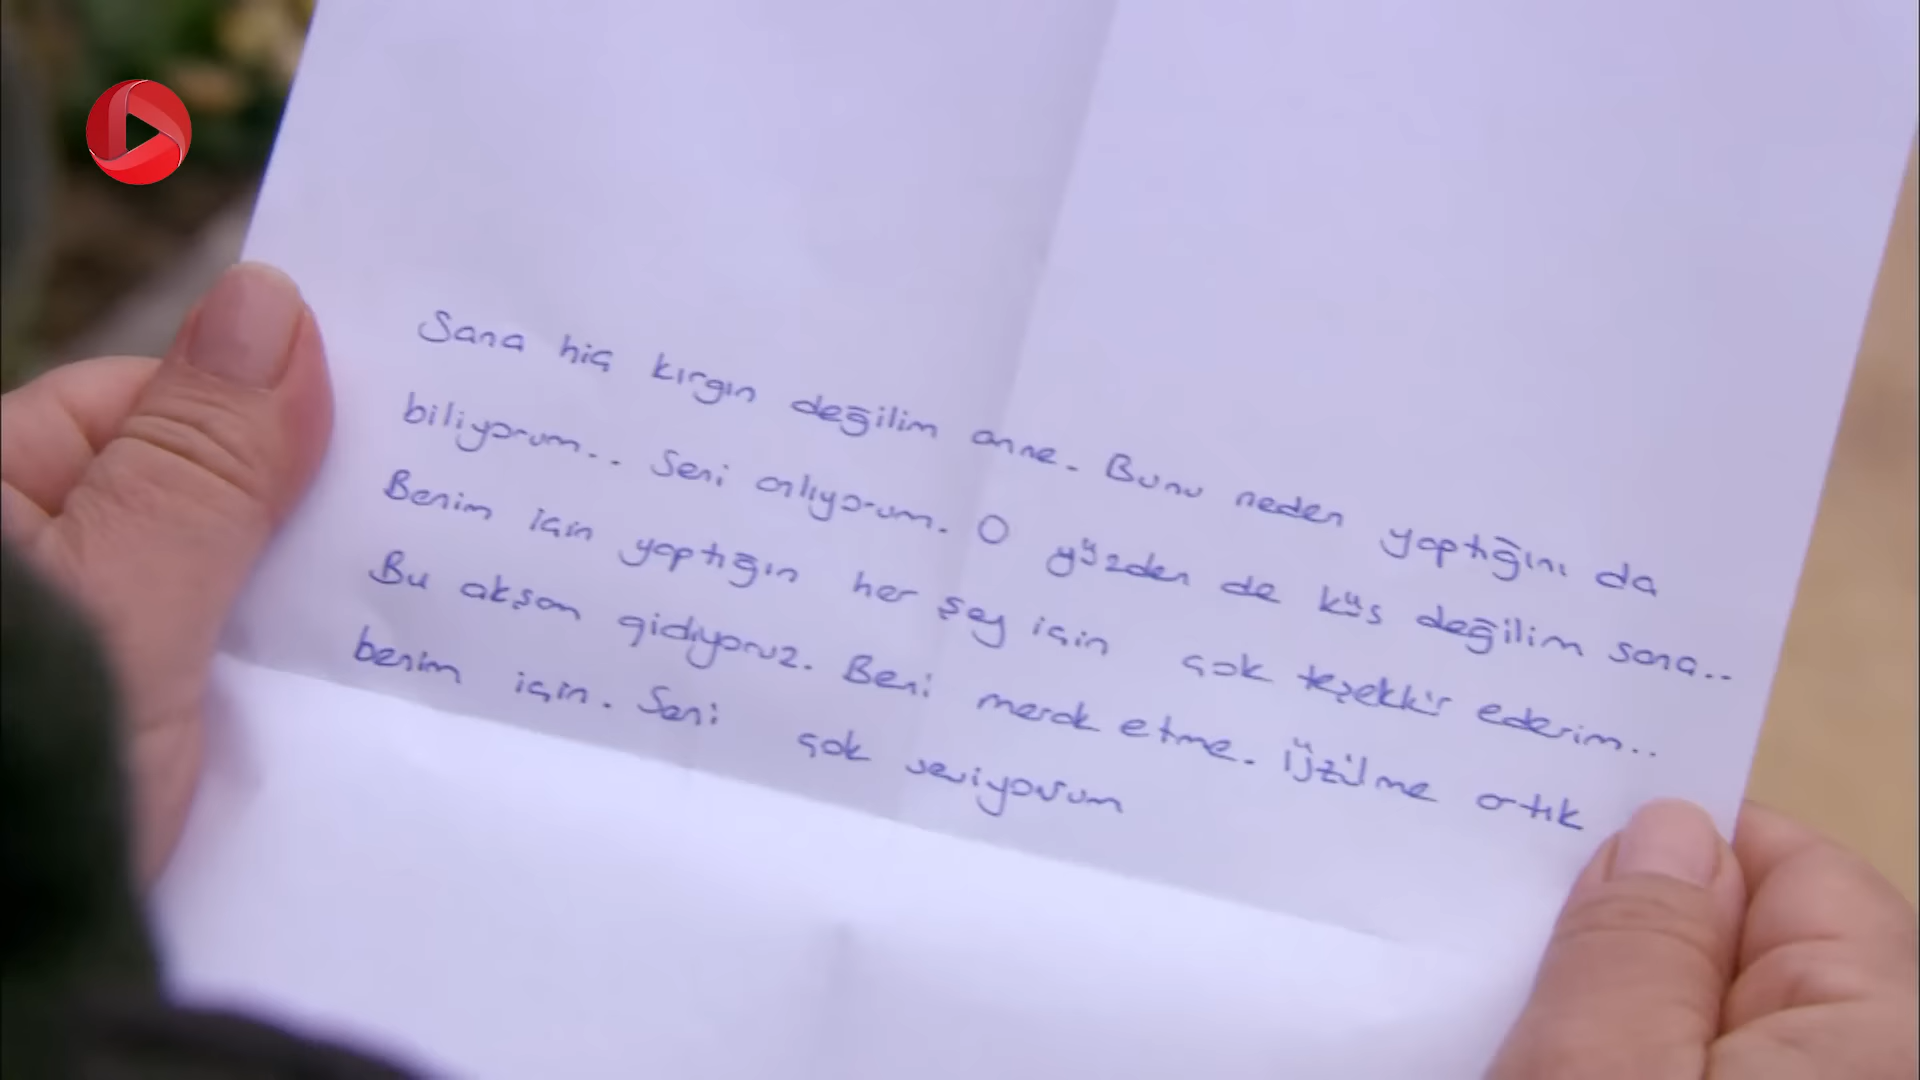 Sana hiç kırgın değilim anne. Bunu neden yaptığını da
biliyorum.. Seni anlıyorum. O yüzden de küs değilim sana..
Benim için yaptığın her şey için çok teşekkür ederim..
Bu akşam gidiyoruz. Beni merak etme. Üzülme artık
benim için. Seni çok seviyorum